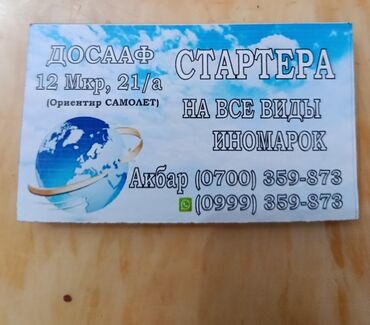 ДОСААФ
12 Мкр, 21/а
(Ориентир САМОЛЕТ)
СТАРТЕРА
НА ВСЕ ВИДЫ
ИНОМАРОК
Акбар (0700) 359-873
(0999) 359-873